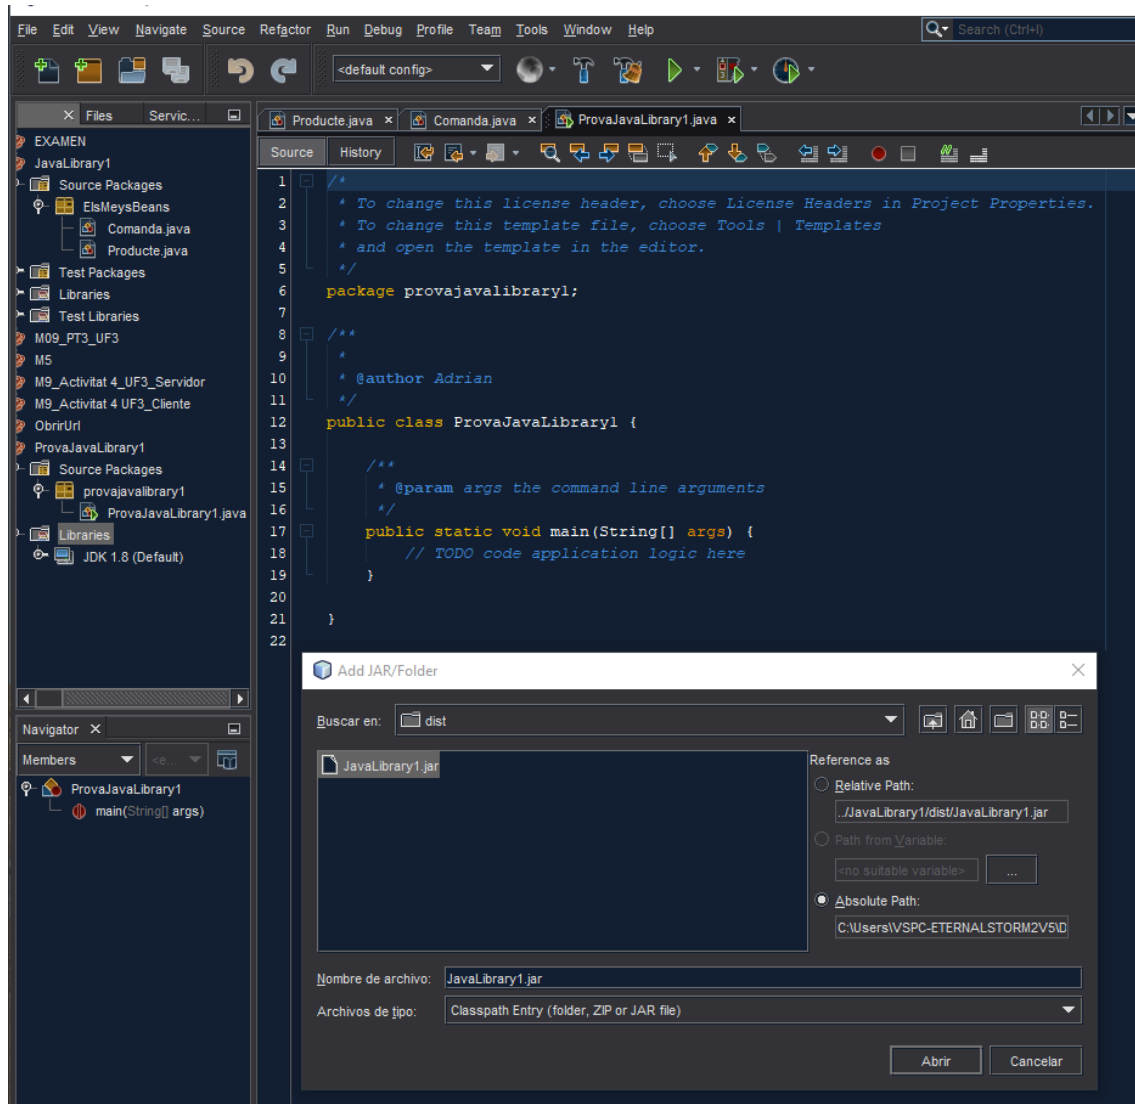 File Edit View Navigate Source Refactor Run Debug Profile Team Tools Window Help Search (Ctrl+I)
<default config>
Files Servic...
Producte.java Comanda.java ProvaJavaLibrary1.java
EXAMEN
JavaLibrary1
Source Packages
ElsMeysBeans
Comanda.java
Producte.java
Test Packages
Libraries
Test Libraries
M09_PT3_UF3
M5
M9_Activitat 4_UF3_Servidor
M9_Activitat 4 UF3_Cliente
ObrirUrl
ProvaJavaLibrary1
Source Packages
provajavalibrary1
ProvaJavaLibrary1.java
Libraries
JDK 1.8 (Default)
Source History
1 /*
2 * To change this license header, choose License Headers in Project Properties.
3 * To change this template file, choose Tools | Templates
4 * and open the template in the editor.
5 */
6 package provajavalibrary1;
7
8 /**
9 *
10 * @author Adrian
11 */
12 public class ProvaJavaLibrary1 {
13
14 /**
15 * @param args the command line arguments
16 */
17 public static void main(String[] args) {
18 // TODO code application logic here
19 }
20
21 }
22
Navigator
Members <e...
ProvaJavaLibrary1
main(String[] args)
Add JAR/Folder
Buscar en: dist
JavaLibrary1.jar
Reference as
Relative Path:
../JavaLibrary1/dist/JavaLibrary1.jar
Path from Variable:
<no suitable variable> ...
Absolute Path:
C:\Users\VSPC-ETERNALSTORM2V5\D
Nombre de archivo: JavaLibrary1.jar
Archivos de tipo: Classpath Entry (folder, ZIP or JAR file)
Abrir Cancelar